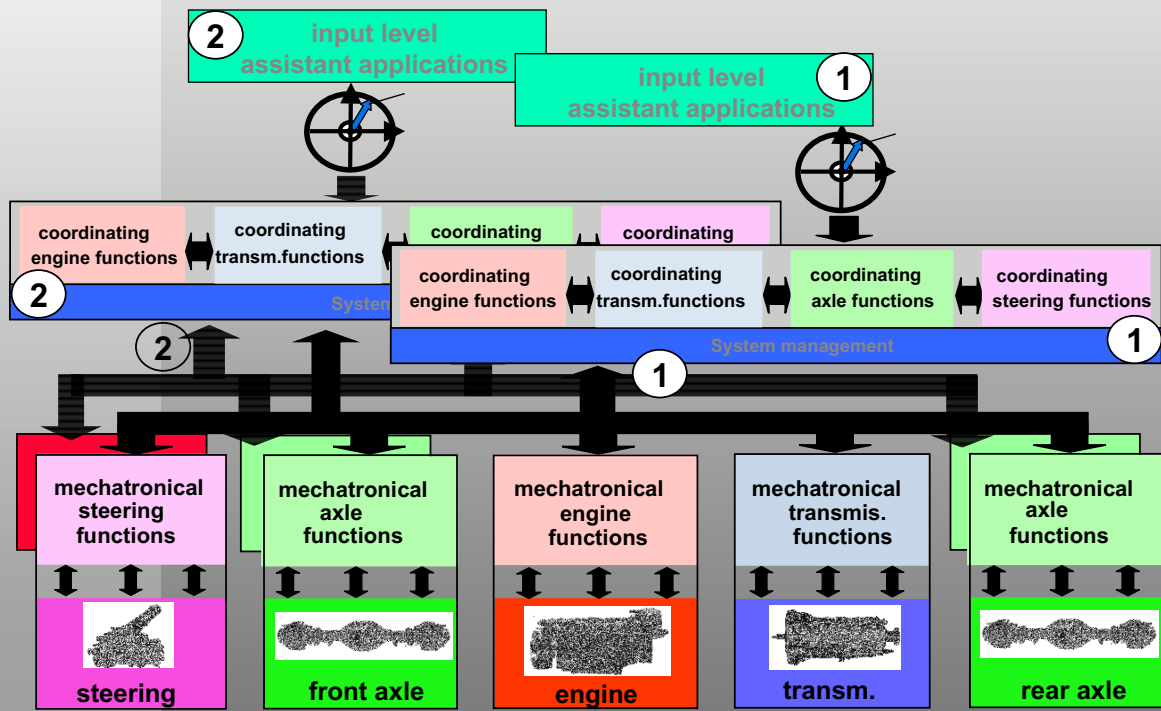 2
input level
assistant applications
input level
assistant applications
1
coordinating
engine functions
coordinating
transm.functions
coordinating
coordinating
2
System
coordinating
engine functions
coordinating
transm.functions
coordinating
axle functions
coordinating
steering functions
System management
1
2
1
mechatronical
steering
functions
mechatronical
axle
functions
mechatronical
engine
functions
mechatronical
transmis.
functions
mechatronical
axle
functions
steering
front axle
engine
transm.
rear axle